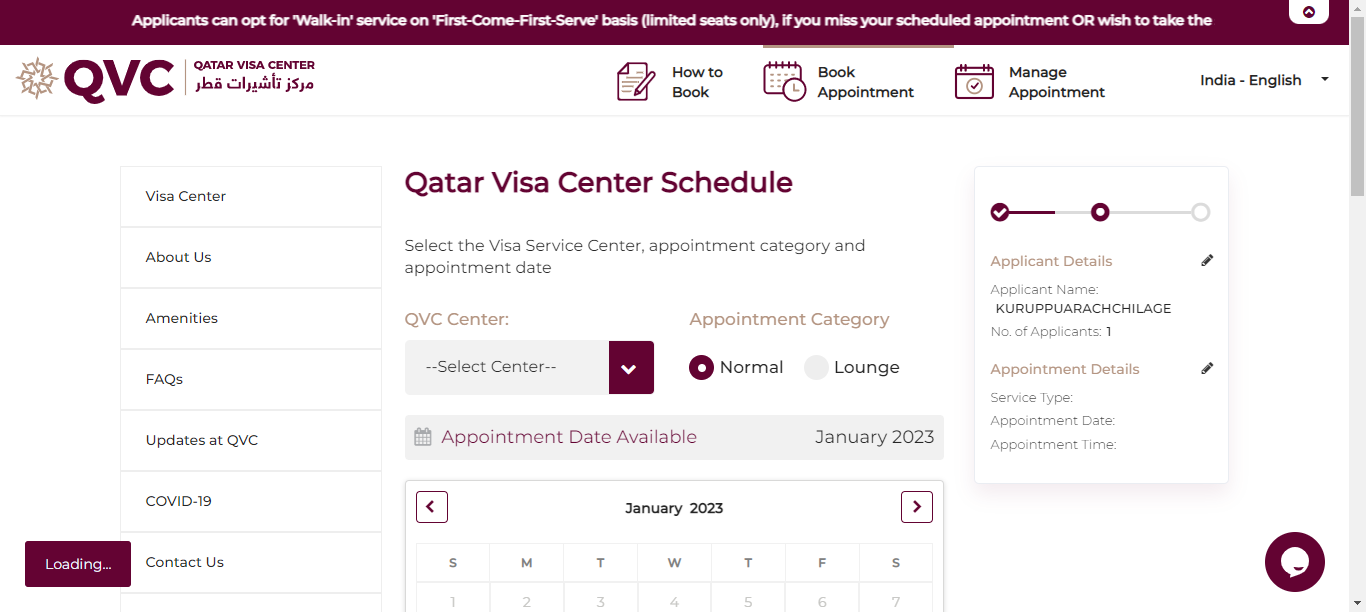 Applicants can opt for 'Walk-in' service on 'First-Come-First-Serve' basis (limited seats only), if you miss your scheduled appointment OR wish to take the
QVC
QATAR VISA CENTER
مركز تأشيرات قطر
How to
Book
Book
Appointment
Manage
Appointment
India - English
Visa Center
About Us
Amenities
FAQs
Updates at QVC
COVID-19
Contact Us
Loading...
Qatar Visa Center Schedule
Select the Visa Service Center, appointment category and
appointment date
QVC Center:
Appointment Category
--Select Center--
Normal
Lounge
Appointment Date Available
January 2023
January 2023
S M T W T F S
1 2 3 4 5 6 7
Applicant Details
Applicant Name:
KURUPPUARACHCHILAGE
No. of Applicants: 1
Appointment Details
Service Type:
Appointment Date:
Appointment Time: